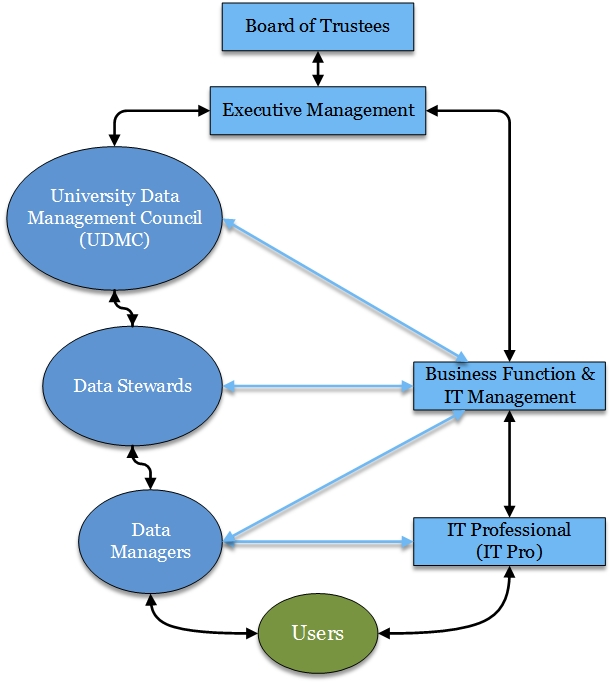 Board of Trustees
Executive Management
University Data
Management Council
(UDMC)
Data Stewards
Business Function &
IT Management
Data
Managers
IT Professional
(IT Pro)
Users